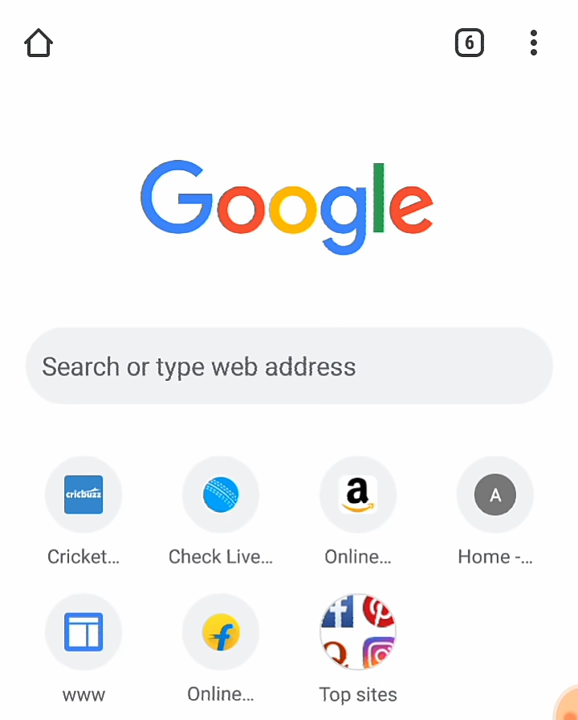 6
Google
Search or type web address
cricbuzz
a
A
Cricket...
Check Live...
Online...
Home -...
f
www
Online...
Top sites